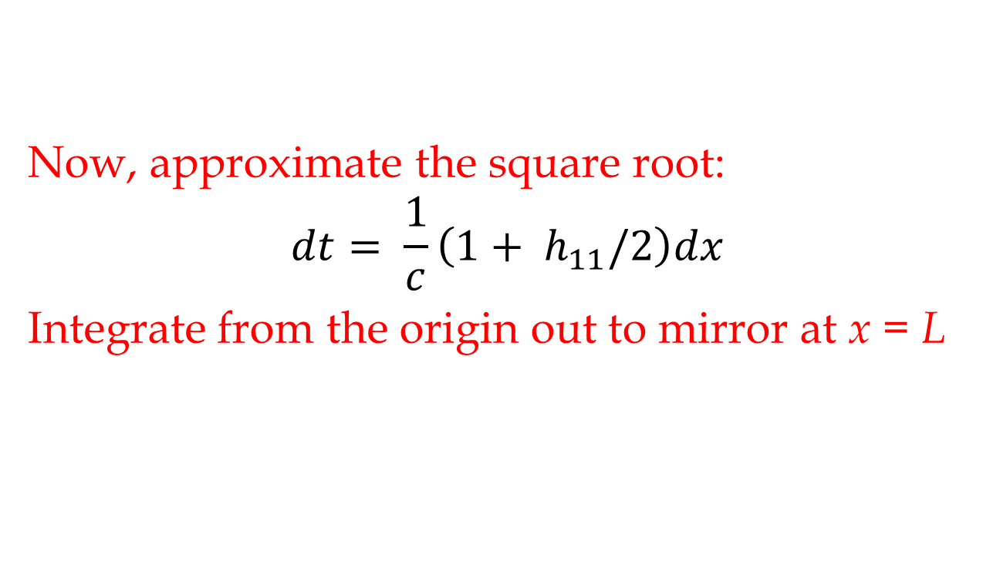 Now, approximate the square root:
𝑑𝑡 = 1/𝑐 (1 + ℎ₁₁/2)𝑑𝑥
Integrate from the origin out to mirror at x = L